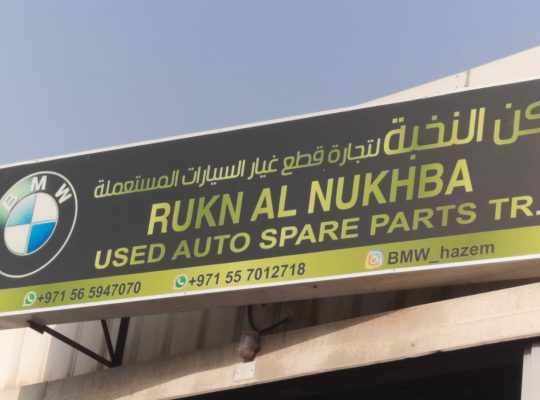 كن النخبة لتجارة قطع غيار السيارات المستعملة
BMW
RUKN AL NUKHBA
USED AUTO SPARE PARTS TR.
+971 56 5947070 +971 55 7012718 BMW_hazem